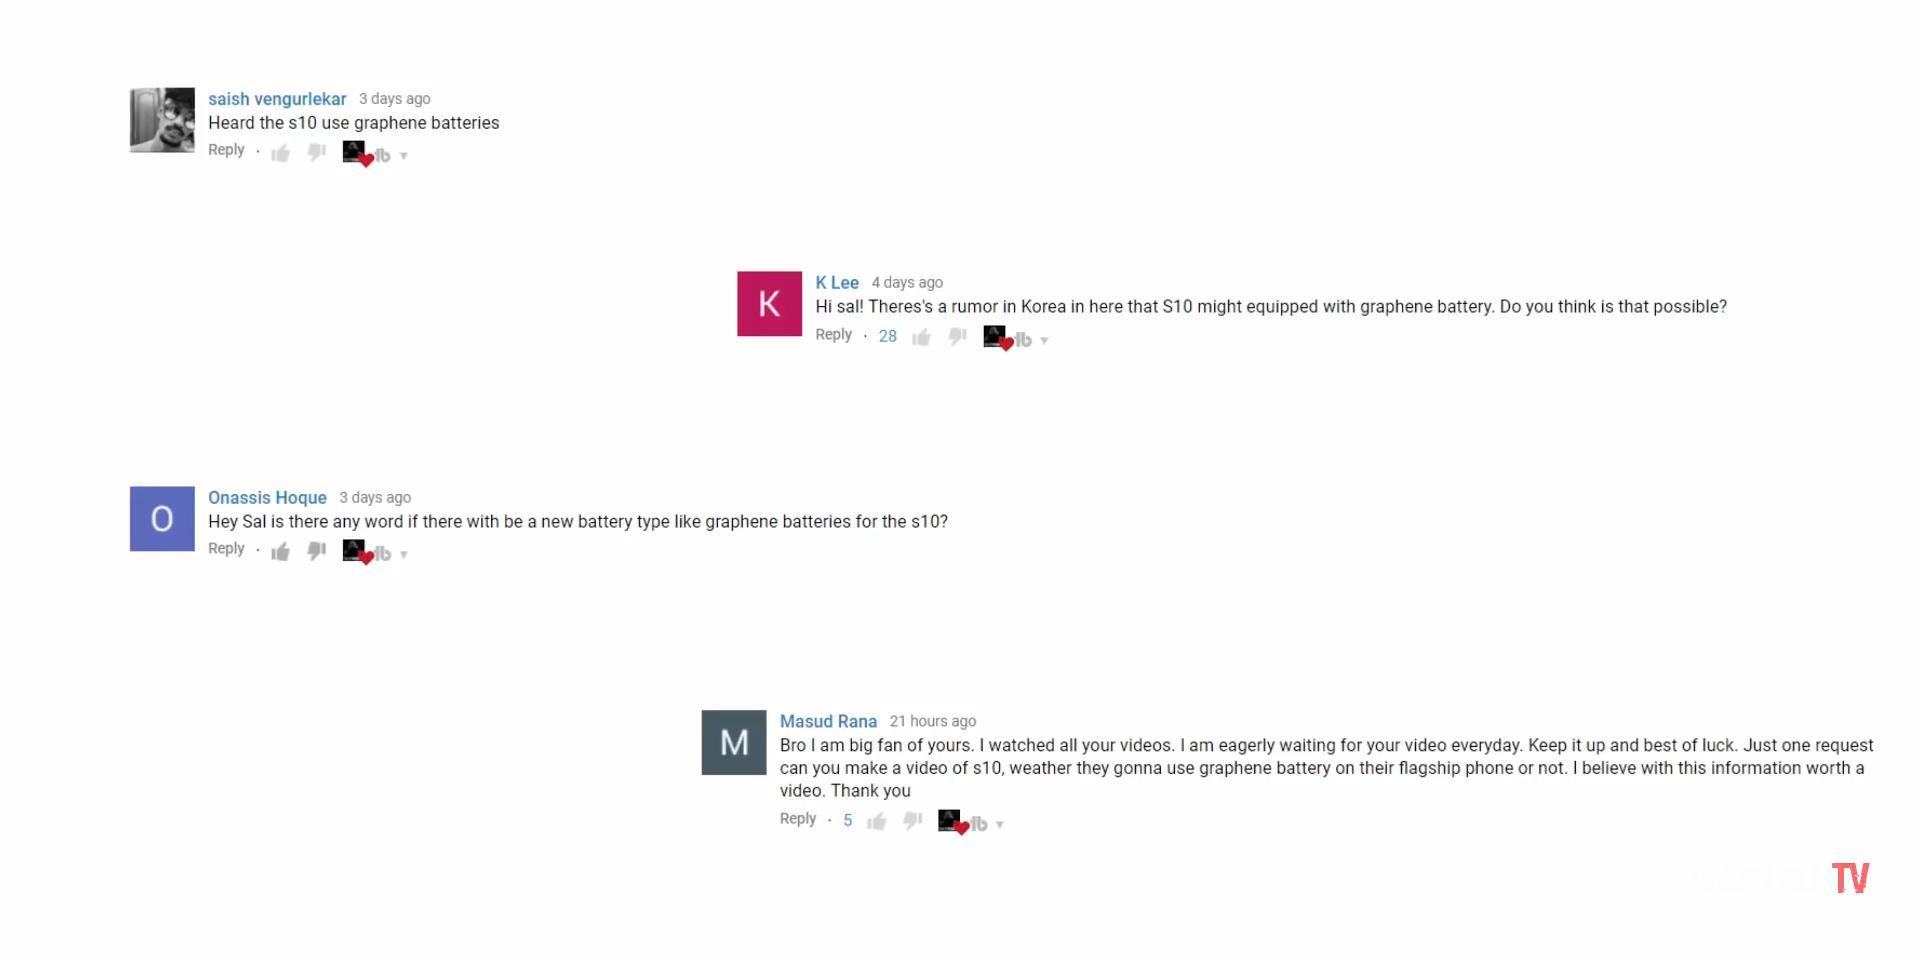 saish vengurlekar 3 days ago
Heard the s10 use graphene batteries
Reply ·
K
K Lee 4 days ago
Hi sal! Theres's a rumor in Korea in here that S10 might equipped with graphene battery. Do you think is that possible?
Reply · 28
O
Onassis Hoque 3 days ago
Hey Sal is there any word if there with be a new battery type like graphene batteries for the s10?
Reply ·
M
Masud Rana 21 hours ago
Bro I am big fan of yours. I watched all your videos. I am eagerly waiting for your video everyday. Keep it up and best of luck. Just one request
can you make a video of s10, weather they gonna use graphene battery on their flagship phone or not. I believe with this information worth a
video. Thank you
Reply · 5
TV